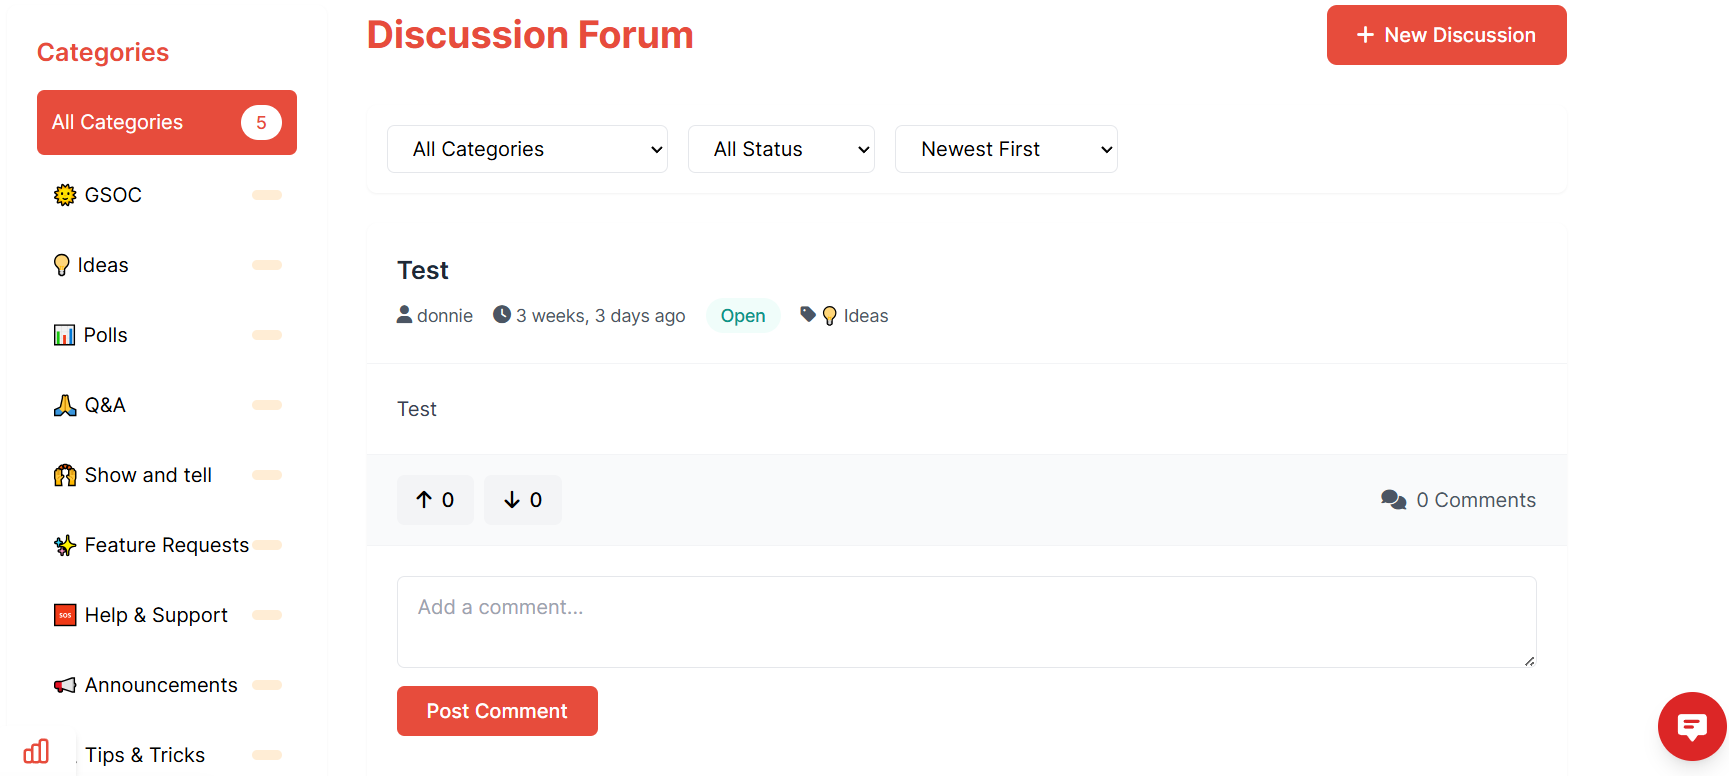 Categories
All Categories 5
GSOC
Ideas
Polls
Q&A
Show and tell
Feature Requests
Help & Support
Announcements
Tips & Tricks
Discussion Forum
+ New Discussion
All Categories All Status Newest First
Test
donnie 3 weeks, 3 days ago Open Ideas
Test
↑ 0 ↓ 0 0 Comments
Add a comment...
Post Comment